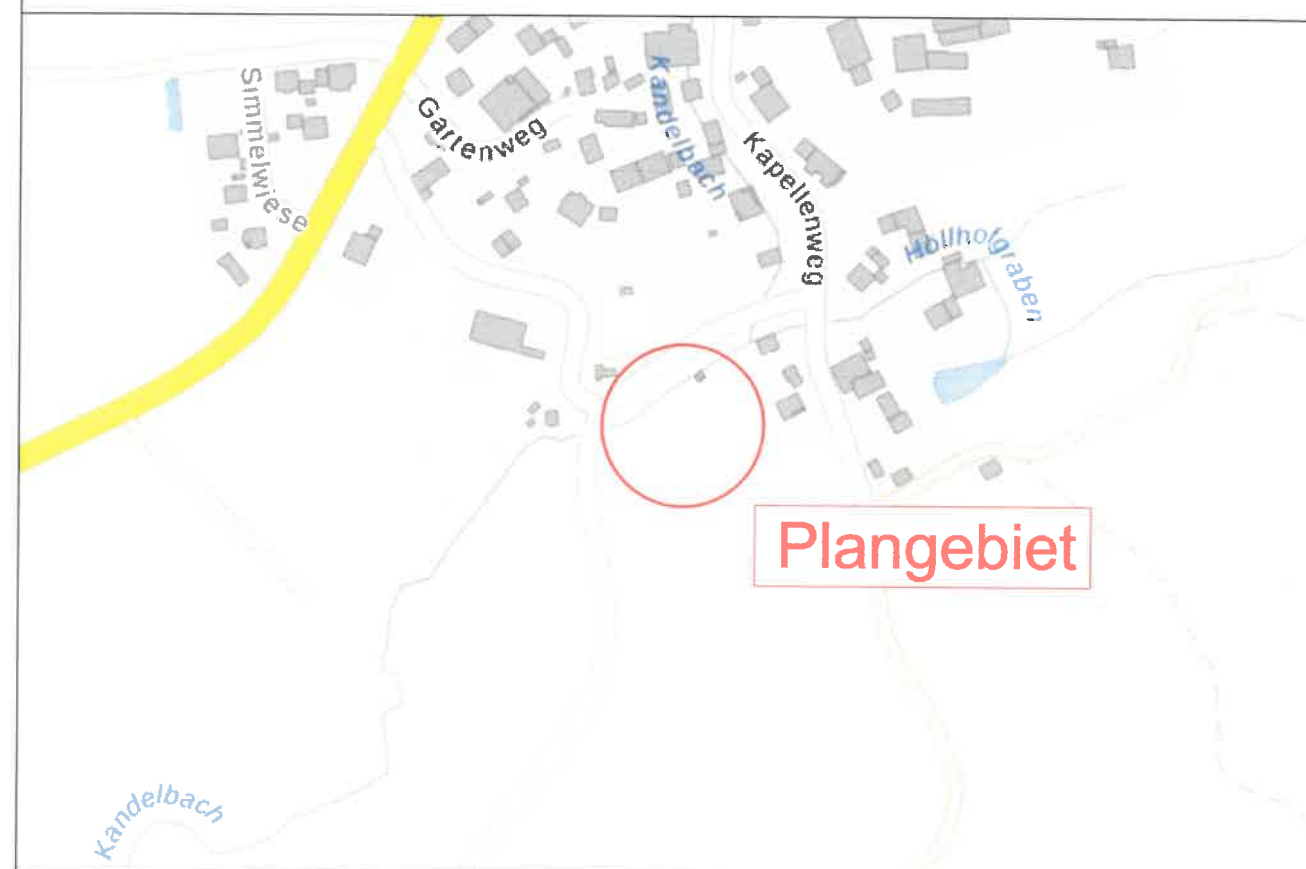 Simmelwiese
Gartenweg
Kandelbach
Kapellenweg
Höllhofgraben
Plangebiet
Kandelbach